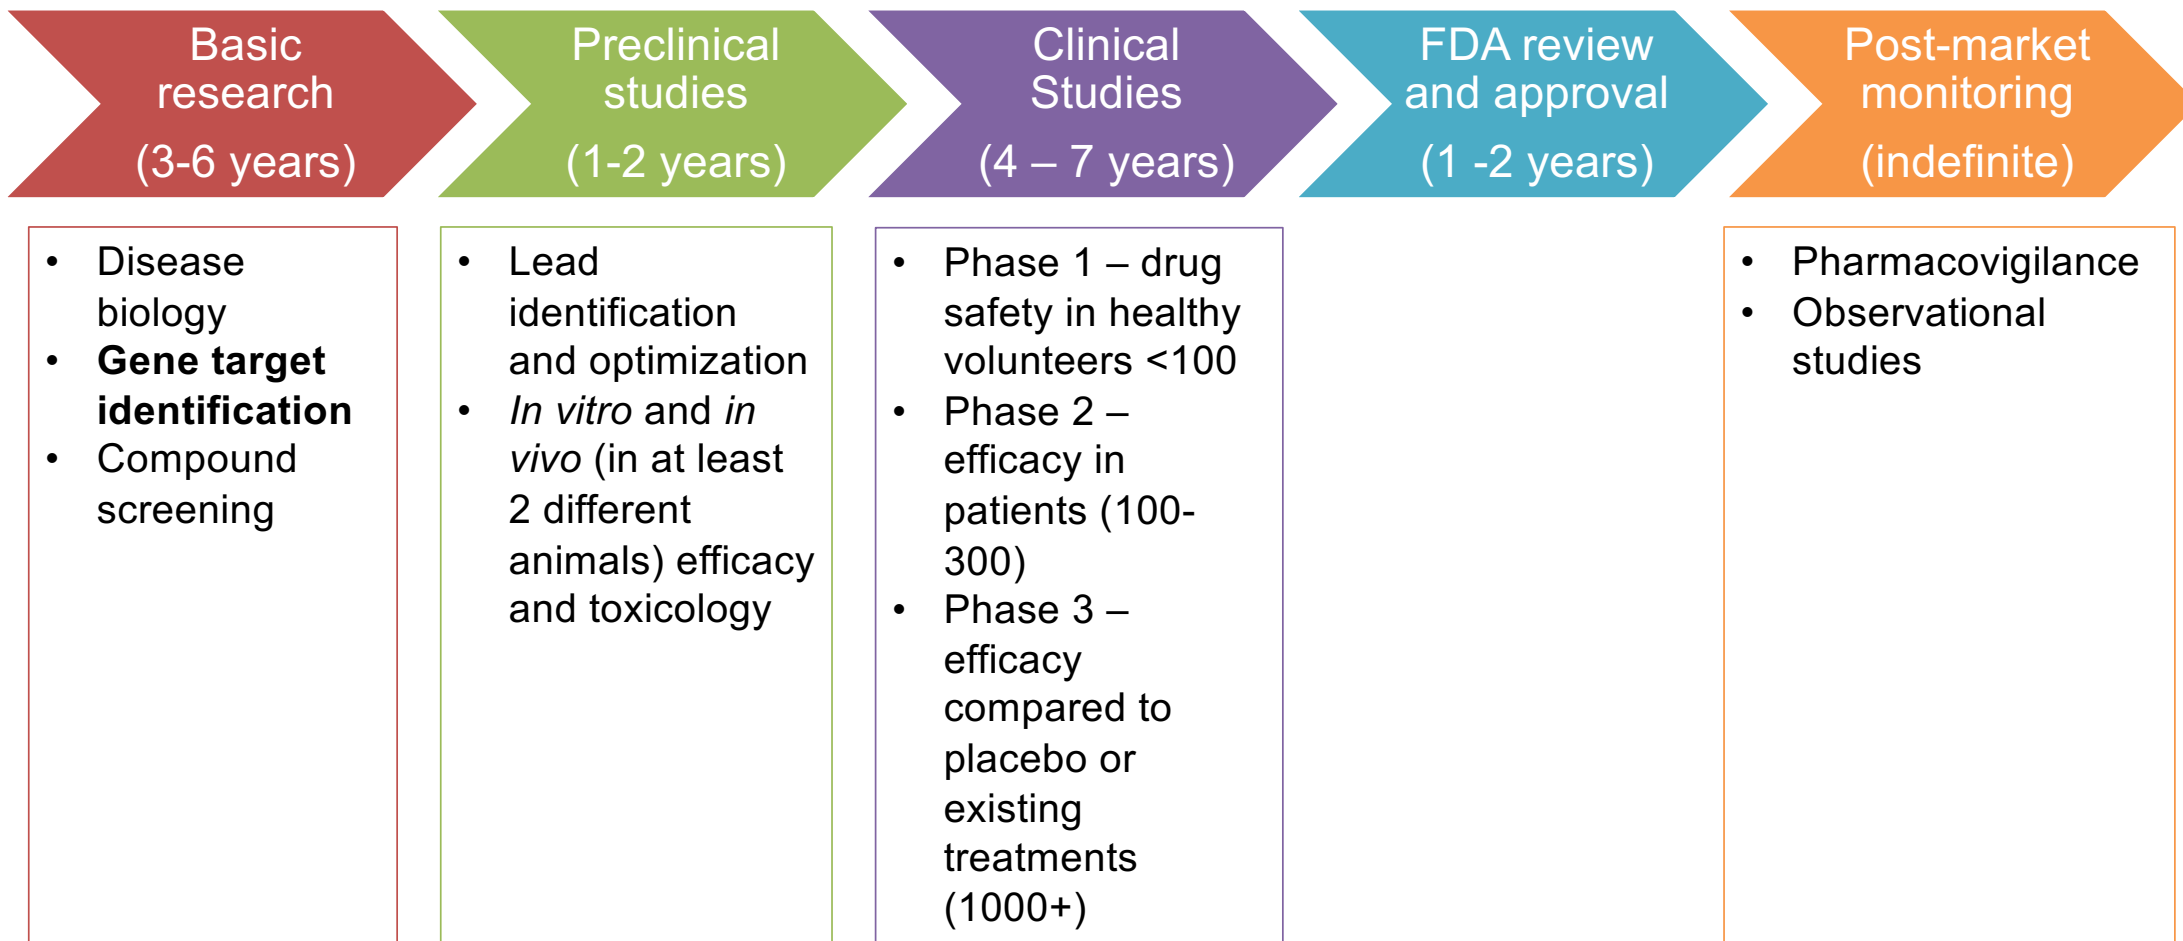 Basic
research
(3-6 years)
Preclinical
studies
(1-2 years)
Clinical
Studies
(4 – 7 years)
FDA review
and approval
(1 -2 years)
Post-market
monitoring
(indefinite)
• Disease
biology
• Gene target
identification
• Compound
screening
• Lead
identification
and optimization
• In vitro and in
vivo (in at least
2 different
animals) efficacy
and toxicology
• Phase 1 – drug
safety in healthy
volunteers <100
• Phase 2 –
efficacy in
patients (100-
300)
• Phase 3 –
efficacy
compared to
placebo or
existing
treatments
(1000+)
• Pharmacovigilance
• Observational
studies